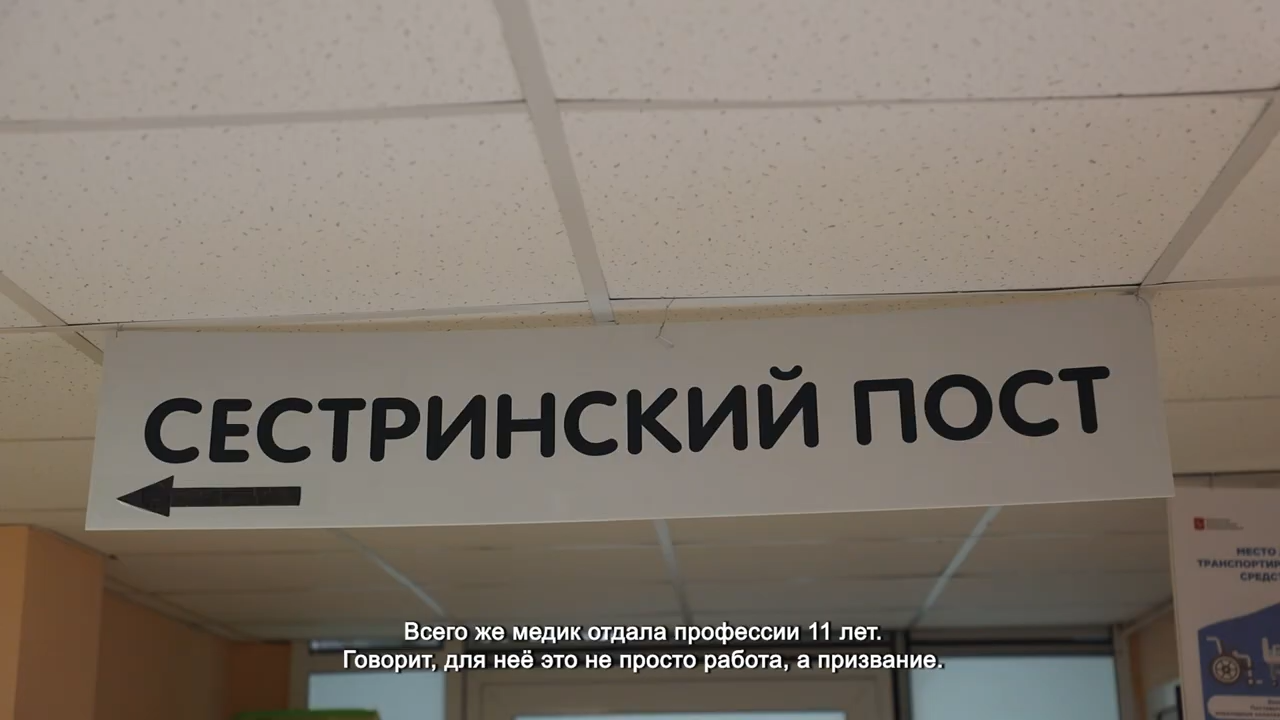 СЕСТРИНСКИЙ ПОСТ
МЕСТО
ТРАНСПОРТИР
СРЕДС
Всего же медик отдала профессии 11 лет.
Говорит, для неё это не просто работа, а призвание.